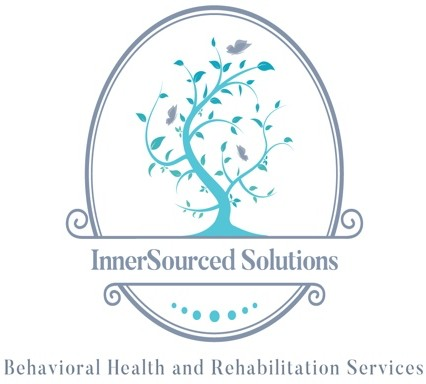 InnerSourced Solutions
Behavioral Health and Rehabilitation Services